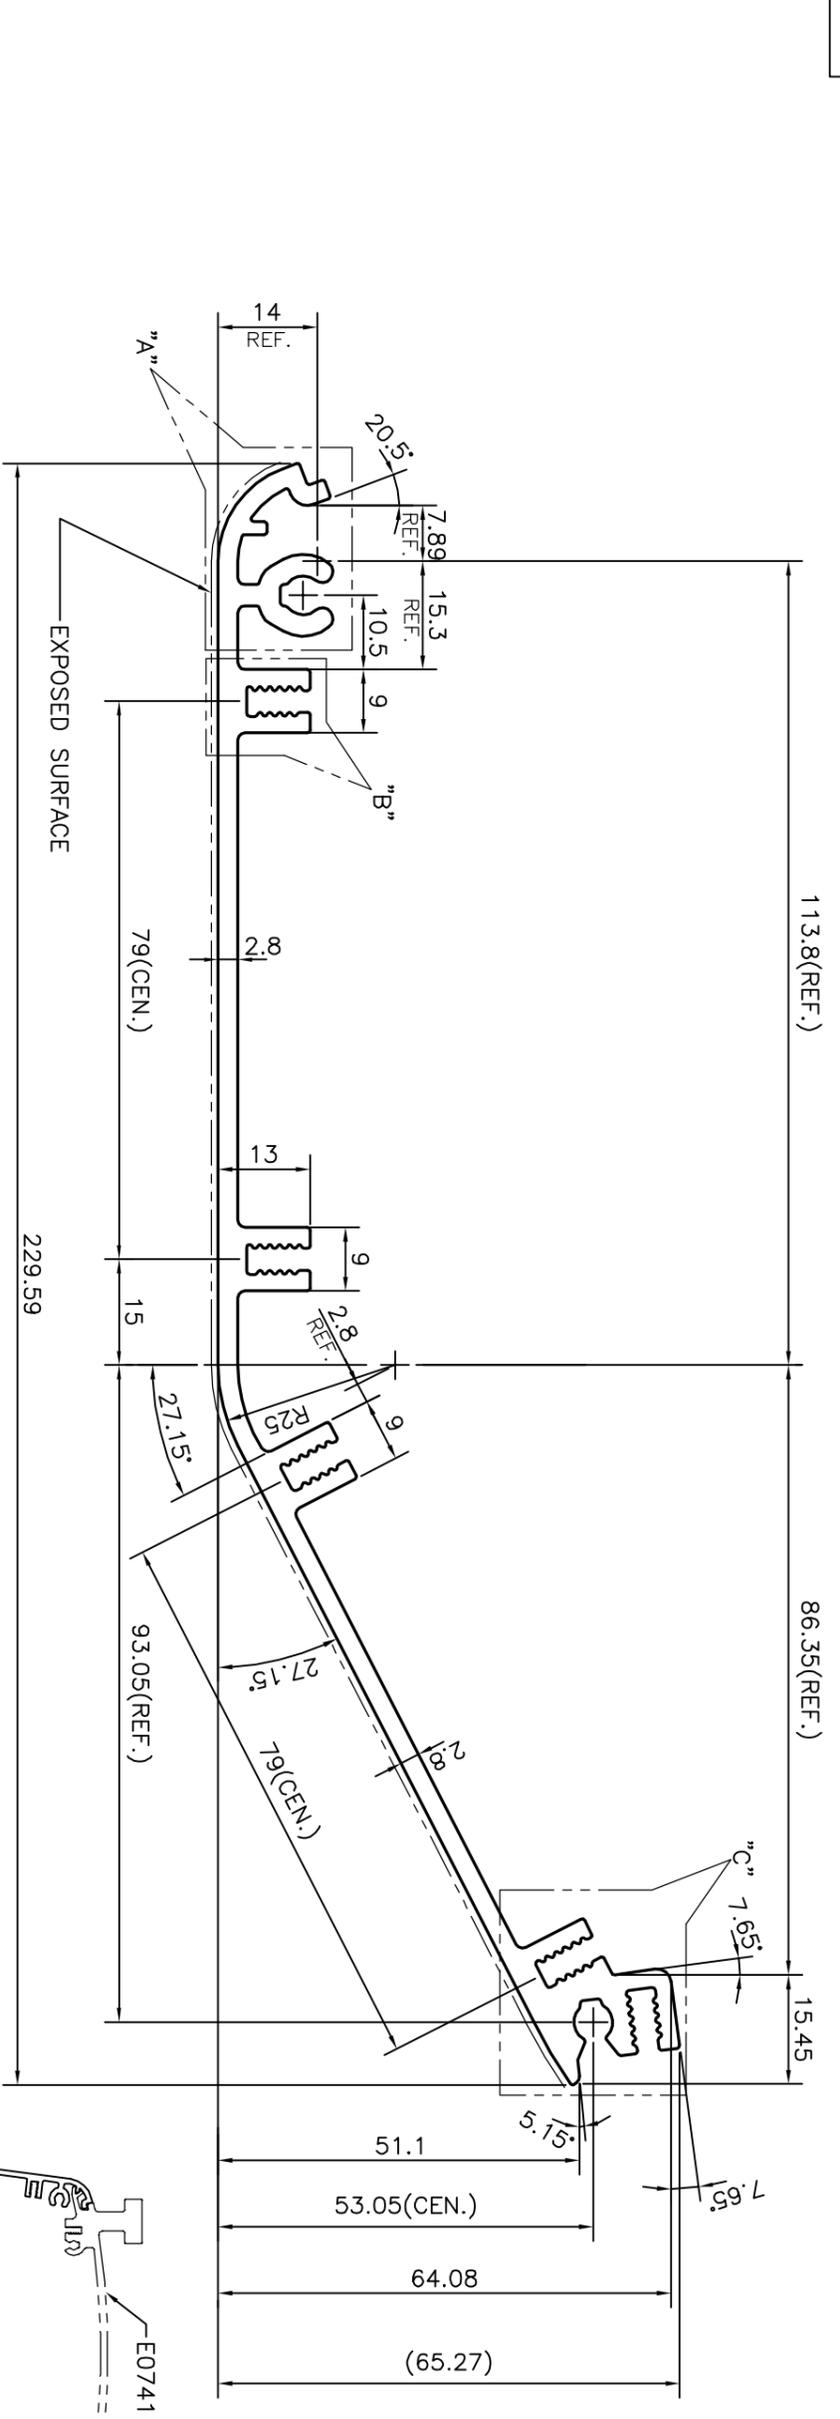 14
REF.
"A"
20.5°
7.89
REF.
15.3
REF.
10.5
9
"B"
EXPOSED SURFACE
113.8(REF.)
2.8
79(CEN.)
13
9
229.59
15
2.8
REF.
R25
9
27.15°
86.35(REF.)
93.05(REF.)
27.15°
2.8
79(CEN.)
"C"
7.65°
15.45
5.15°
51.1
7.65°
53.05(CEN.)
64.08
(65.27)
E0741